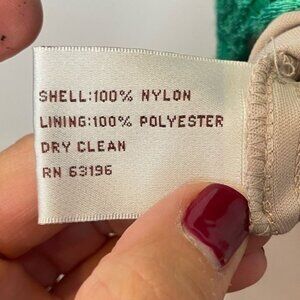 SHELL:100% NYLON
LINING:100% POLYESTER
DRY CLEAN
RN 63196